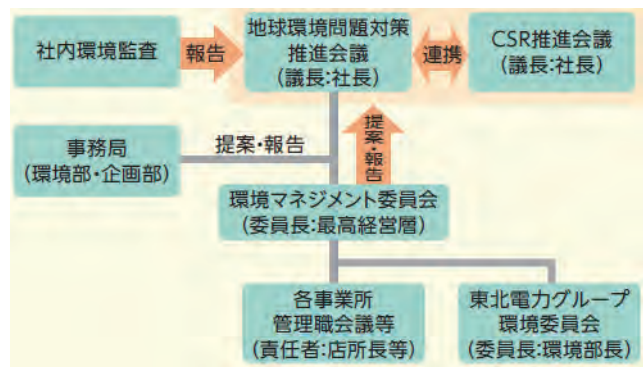 社内環境監査
報告
地球環境問題対策
推進会議
(議長:社長)
連携
CSR推進会議
(議長:社長)
事務局
(環境部・企画部)
提案・報告
提案・報告
環境マネジメント委員会
(委員長:最高経営層)
各事業所
管理職会議等
(責任者:店所長等)
東北電力グループ
環境委員会
(委員長:環境部長)